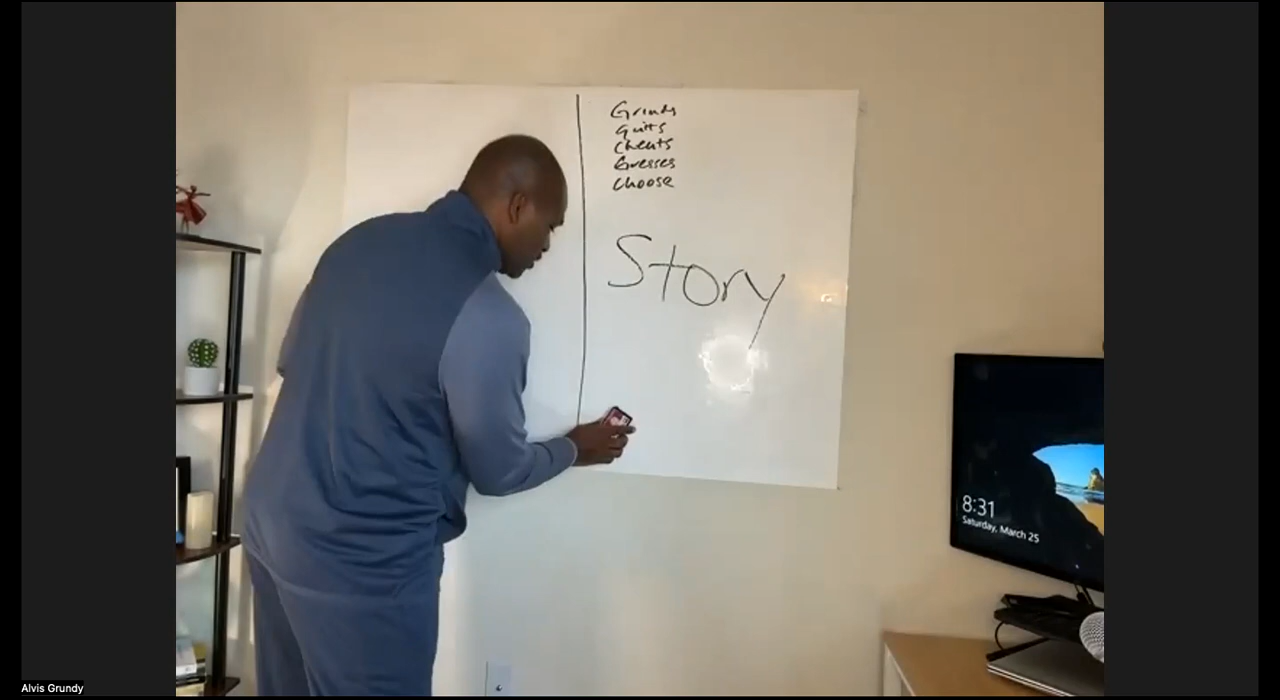 Grinds
Quits
Cheats
Guesses
Choose
Story
8:31
Saturday, March 25
Alvis Grundy